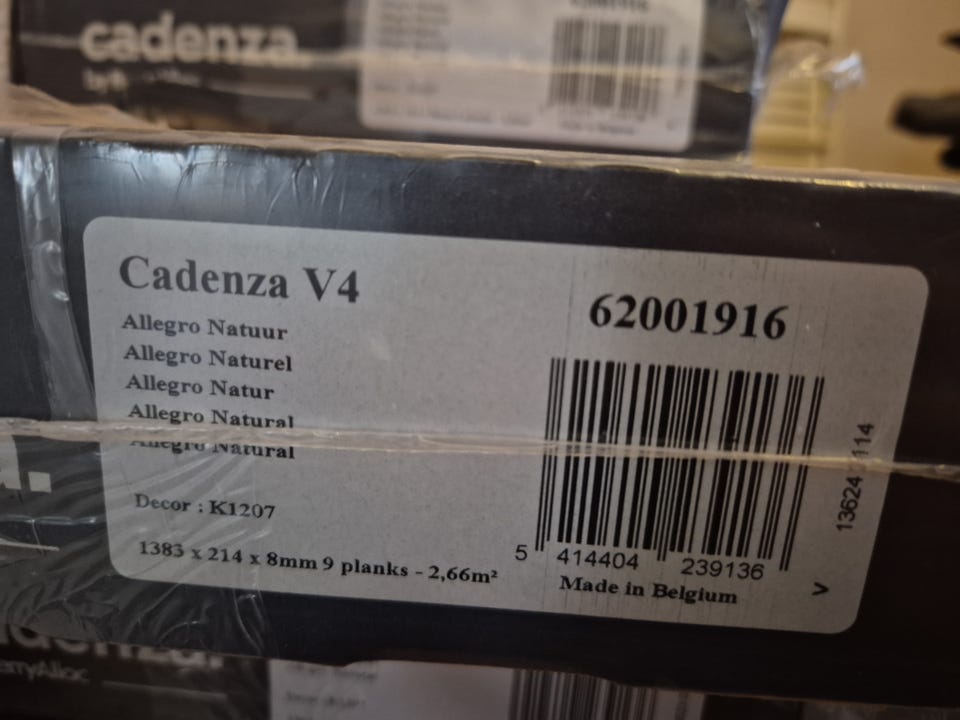 cadenza.
Cadenza V4
62001916
Allegro Natuur
Allegro Naturel
Allegro Natur
Allegro Natural
Allegro Natural
Decor : K1207
1383 x 214 x 8mm 9 planks - 2,66m²
5 414404 239136
Made in Belgium
>